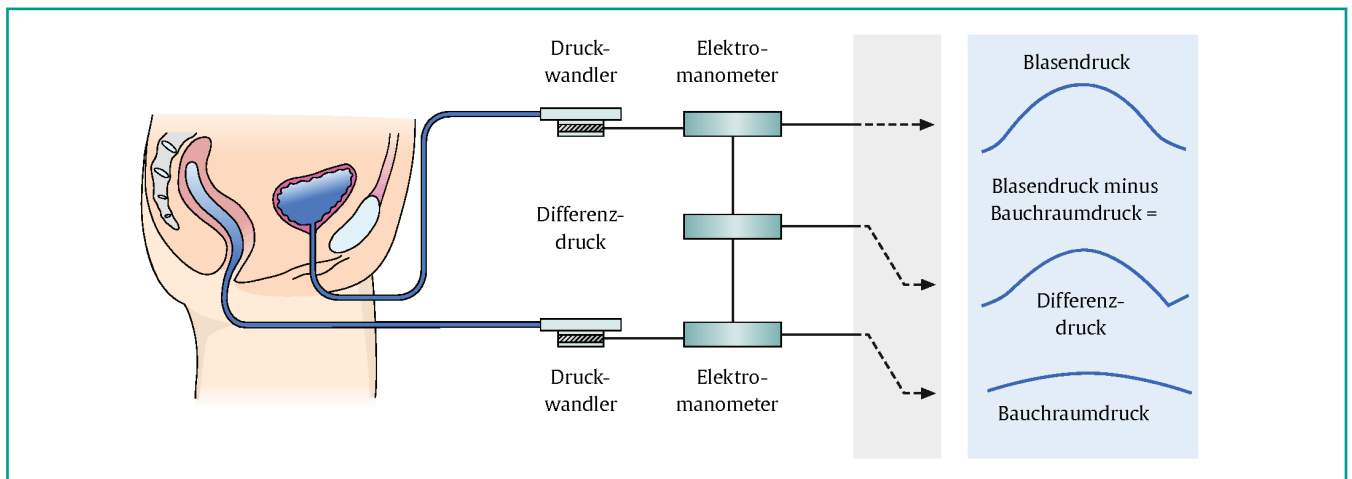 Druck-
wandler
Elektro-
manometer
Blasendruck
Blasendruck minus
Bauchraumdruck =
Differenz-
druck
Differenz-
druck
Druck-
wandler
Elektro-
manometer
Bauchraumdruck